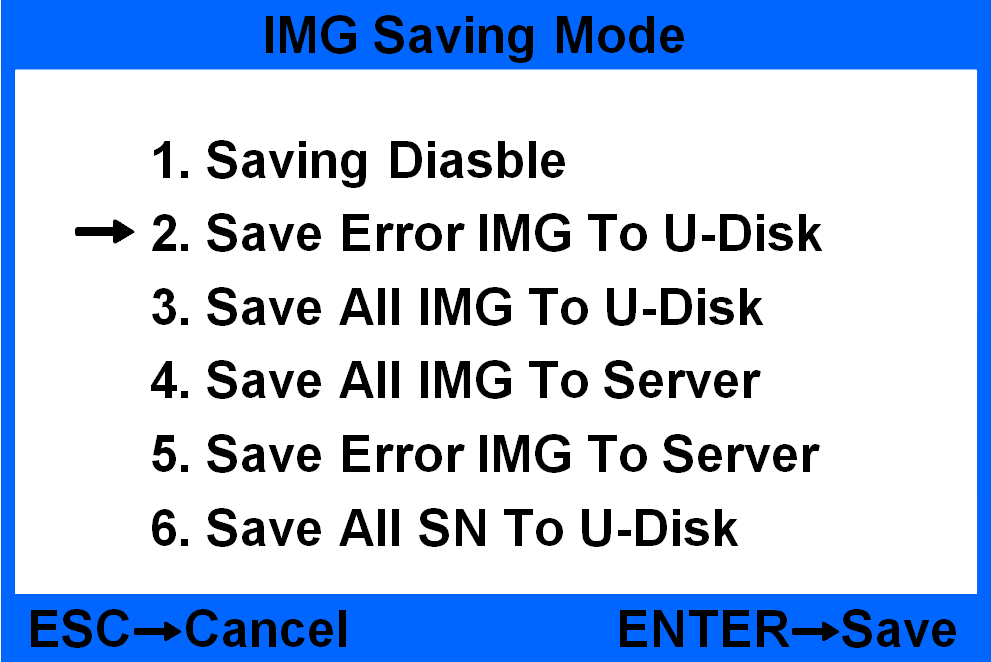 IMG Saving Mode
1. Saving Diasble
→ 2. Save Error IMG To U-Disk
3. Save All IMG To U-Disk
4. Save All IMG To Server
5. Save Error IMG To Server
6. Save All SN To U-Disk
ESC→Cancel ENTER→Save